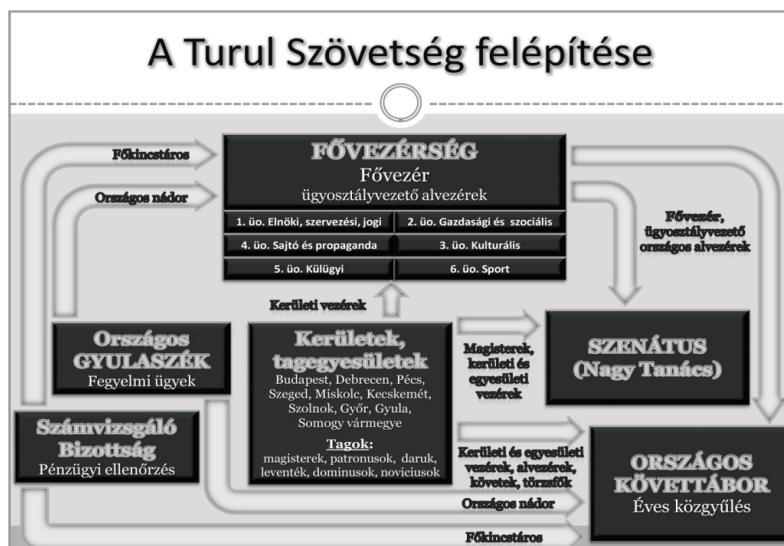 A Turul Szövetség felépítése
Főkincstáros
Országos nádor
FŐVEZÉRSÉG
Fővezér
ügyosztályvezető alvezérek
1. üo. Elnöki, szervezési, jogi
2. üo. Gazdasági és szociális
4. üo. Sajtó és propaganda
3. üo. Kulturális
5. üo. Külügyi
6. üo. Sport
Fővezér,
ügyosztályvezető
országos alvezérek
Kerületi vezérek
Országos
GYULASZÉK
Fegyelmi ügyek
Számvizsgáló
Bizottság
Pénzügyi ellenőrzés
Kerületek,
tagegyesületek
Budapest, Debrecen, Pécs,
Szeged, Miskolc, Kecskemét,
Szolnok, Győr, Gyula,
Somogy vármegye
Tagok:
magisterek, patronusok, daruk,
leventék, dominusok, noviciusok
Magisterek,
kerületi és
egyesületi
vezérek
SZENÁTUS
(Nagy Tanács)
Kerületi és egyesületi
vezérek, alvezérek,
követek, törzsfők
ORSZÁGOS
KÖVETTÁBOR
Éves közgyűlés
Országos nádor
Főkincstáros